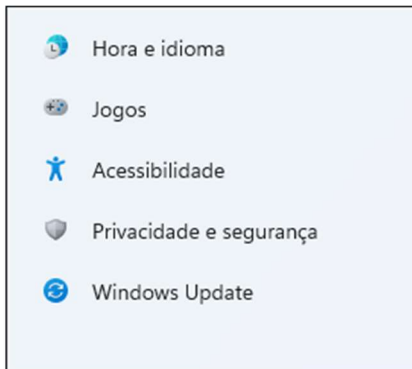 Hora e idioma
Jogos
Acessibilidade
Privacidade e segurança
Windows Update